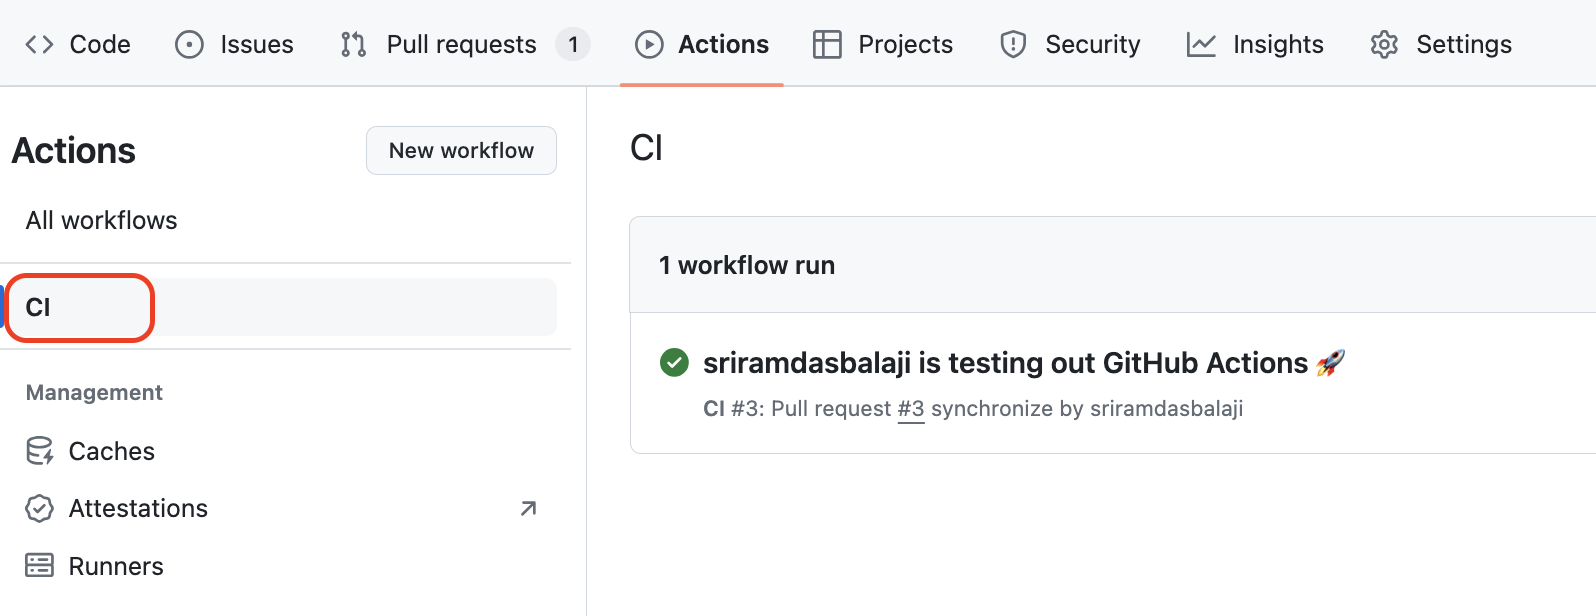 Code Issues Pull requests 1 Actions Projects Security Insights Settings
Actions
New workflow
All workflows
CI
Management
Caches
Attestations
Runners
CI
1 workflow run
sriramdasbalaji is testing out GitHub Actions 🚀
CI #3: Pull request #3 synchronize by sriramdasbalaji